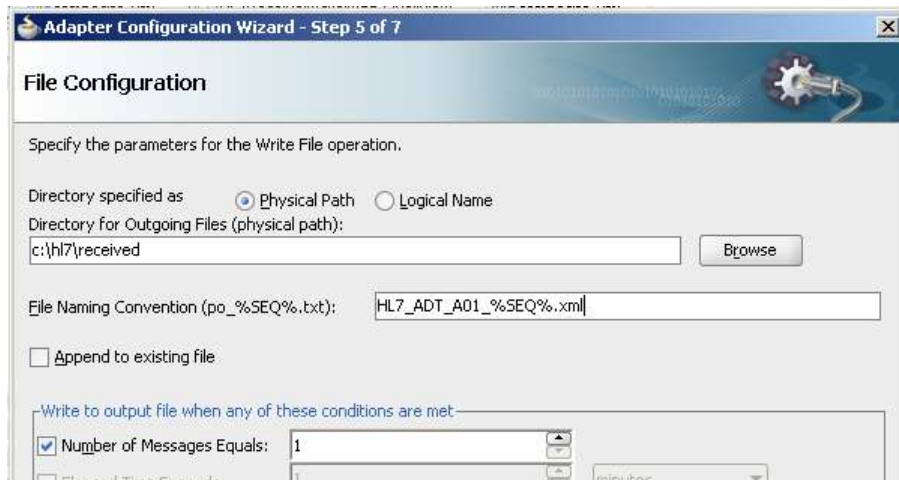 Adapter Configuration Wizard - Step 5 of 7
File Configuration
Specify the parameters for the Write File operation.
Directory specified as Physical Path Logical Name
Directory for Outgoing Files (physical path):
c:\hl7\received Browse
File Naming Convention (po_%SEQ%.txt): HL7_ADT_A01_%SEQ%.xml
Append to existing file
Write to output file when any of these conditions are met
Number of Messages Equals: 1
minutes